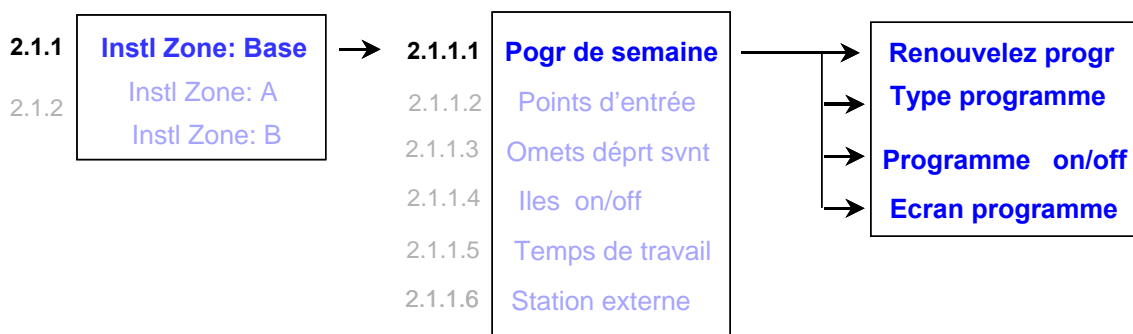 2.1.1 Instl Zone: Base
2.1.2 Instl Zone: A
Instl Zone: B
2.1.1.1 Pogr de semaine
2.1.1.2 Points d'entrée
2.1.1.3 Omets déprt svnt
2.1.1.4 Iles on/off
2.1.1.5 Temps de travail
2.1.1.6 Station externe
Renouvelez progr
Type programme
Programme on/off
Ecran programme